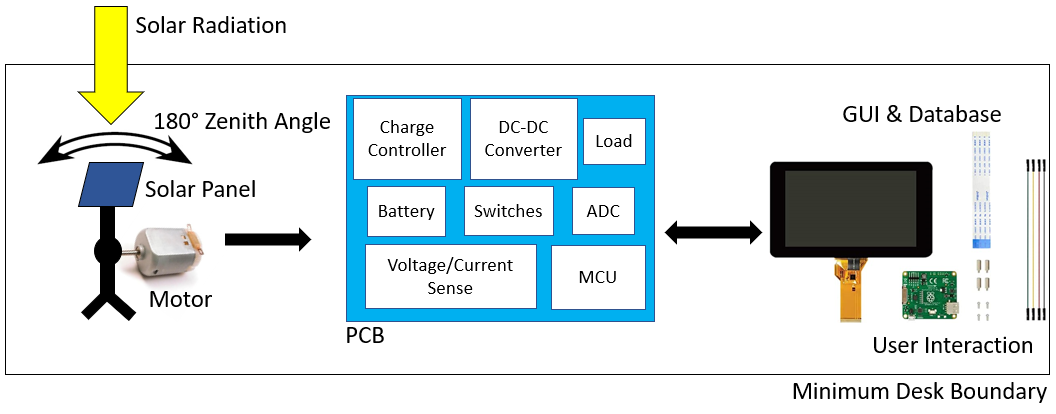 Solar Radiation
180° Zenith Angle
Solar Panel
Motor
Charge
Controller
DC-DC
Converter
Load
Battery
Switches
ADC
Voltage/Current
Sense
MCU
PCB
GUI & Database
User Interaction
Minimum Desk Boundary